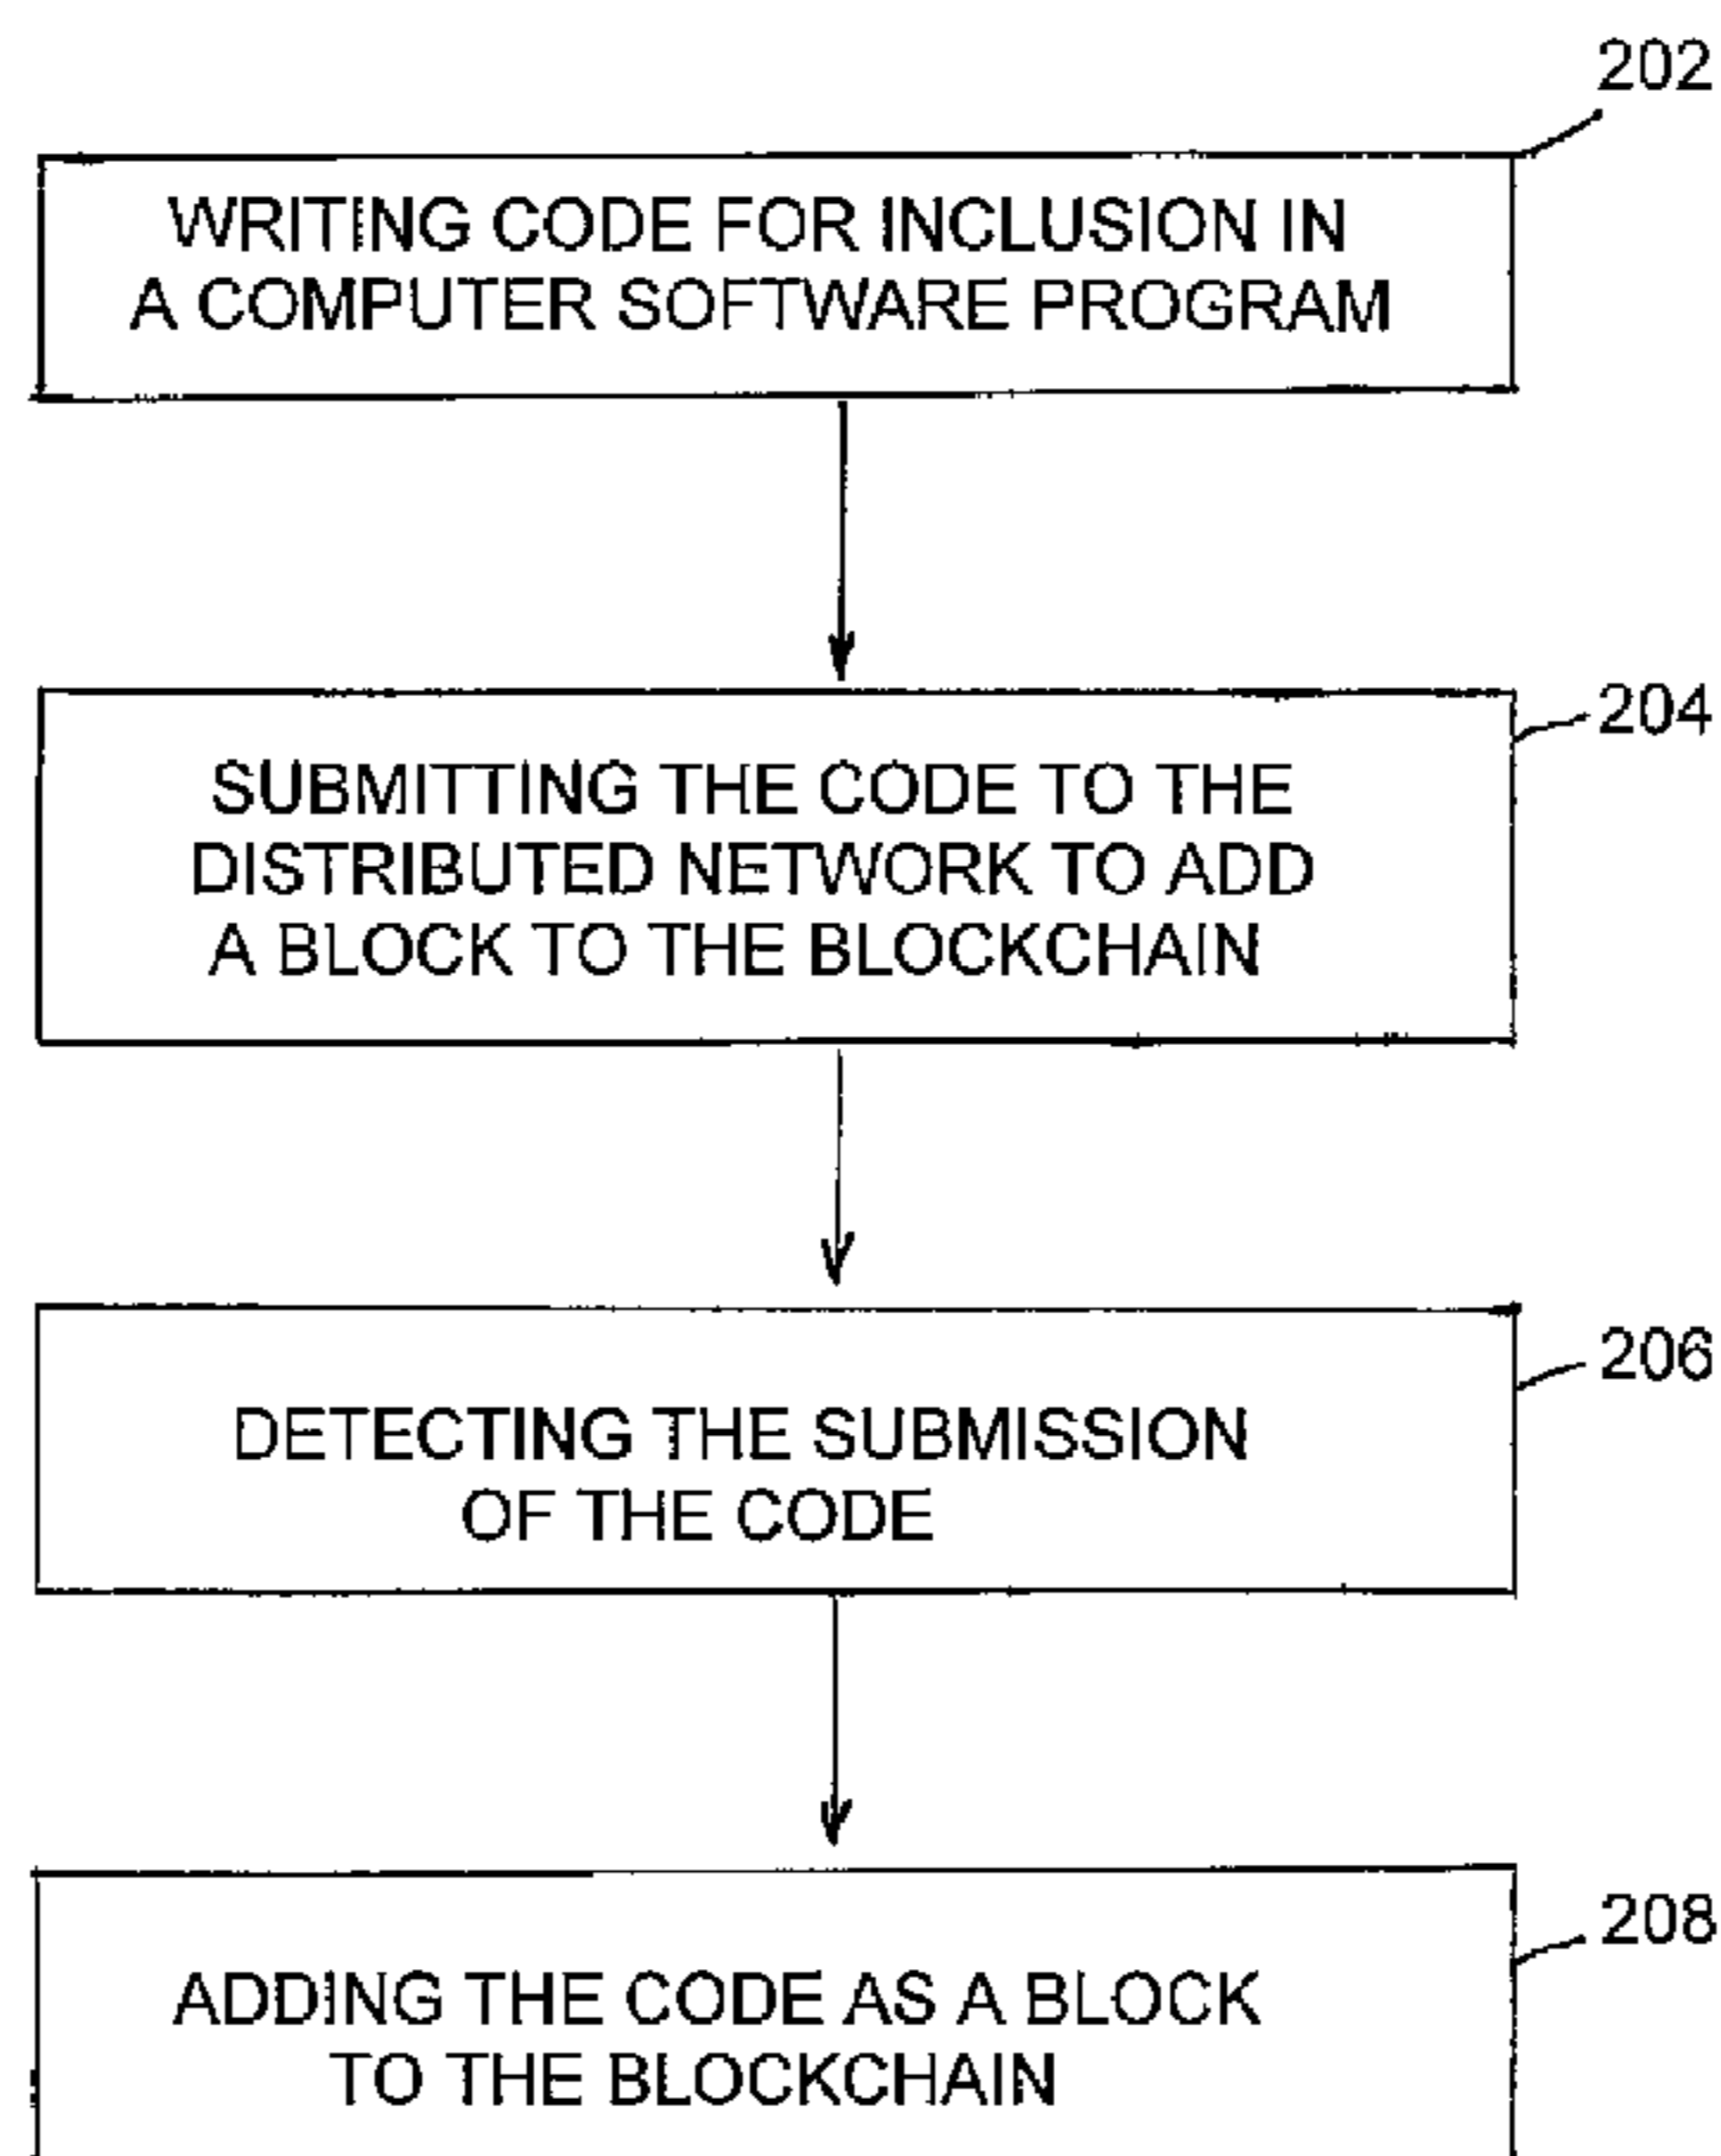 202
WRITING CODE FOR INCLUSION IN
A COMPUTER SOFTWARE PROGRAM
204
SUBMITTING THE CODE TO THE
DISTRIBUTED NETWORK TO ADD
A BLOCK TO THE BLOCKCHAIN
206
DETECTING THE SUBMISSION
OF THE CODE
208
ADDING THE CODE AS A BLOCK
TO THE BLOCKCHAIN